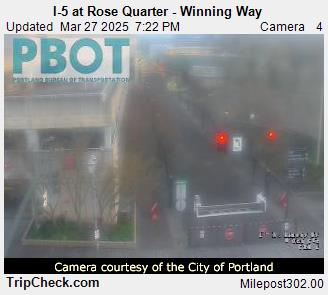 I-5 at Rose Quarter - Winning Way
Updated Mar 27 2025 7:22 PM Camera 4
PBOT
PORTLAND BUREAU OF TRANSPORTATION
Camera courtesy of the City of Portland
TripCheck.com Milepost302.00